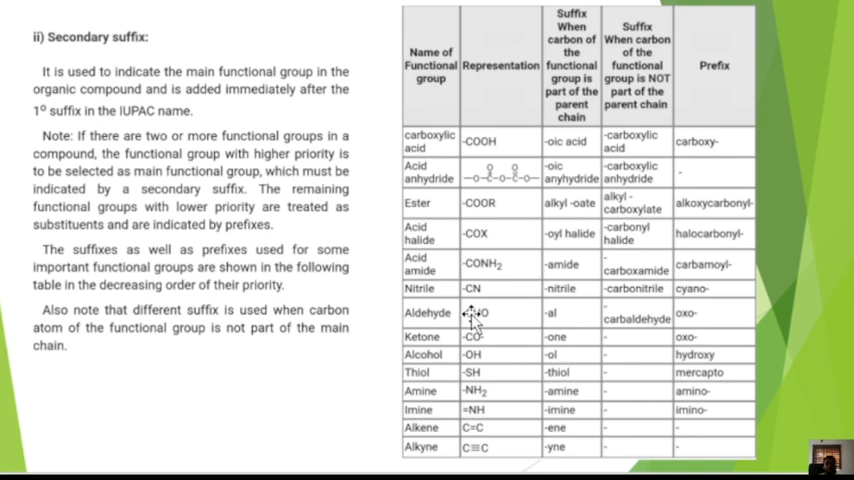 ii) Secondary suffix:
It is used to indicate the main functional group in the
organic compound and is added immediately after the
1⁰ suffix in the IUPAC name.
Note: If there are two or more functional groups in a
compound, the functional group with higher priority is
to be selected as main functional group, which must be
indicated by a secondary suffix. The remaining
functional groups with lower priority are treated as
substituents and are indicated by prefixes.
The suffixes as well as prefixes used for some
important functional groups are shown in the following
table in the decreasing order of their priority.
Also note that different suffix is used when carbon
atom of the functional group is not part of the main
chain.
Name of Functional group | Representation | Suffix When carbon of the functional group is part of the parent chain | Suffix When carbon of the functional group is NOT part of the parent chain | Prefix
carboxylic acid | -COOH | -oic acid | -carboxylic acid | carboxy-
Acid anhydride | —O—C(=O)—O—C(=O)—O— | -oic anyhydride | -carboxylic anhydride | -
Ester | -COOR | alkyl -oate | alkyl - carboxylate | alkoxycarbonyl-
Acid halide | -COX | -oyl halide | -carbonyl halide | halocarbonyl-
Acid amide | -CONH₂ | -amide | - carboxamide | carbamoyl-
Nitrile | -CN | -nitrile | -carbonitrile | cyano-
Aldehyde | | -al | - carbaldehyde | oxo-
Ketone | -CO- | -one | - | oxo-
Alcohol | -OH | -ol | - | hydroxy
Thiol | -SH | -thiol | - | mercapto
Amine | -NH₂ | -amine | - | amino-
Imine | =NH | -imine | - | imino-
Alkene | C=C | -ene | - | -
Alkyne | C≡C | -yne | - | -